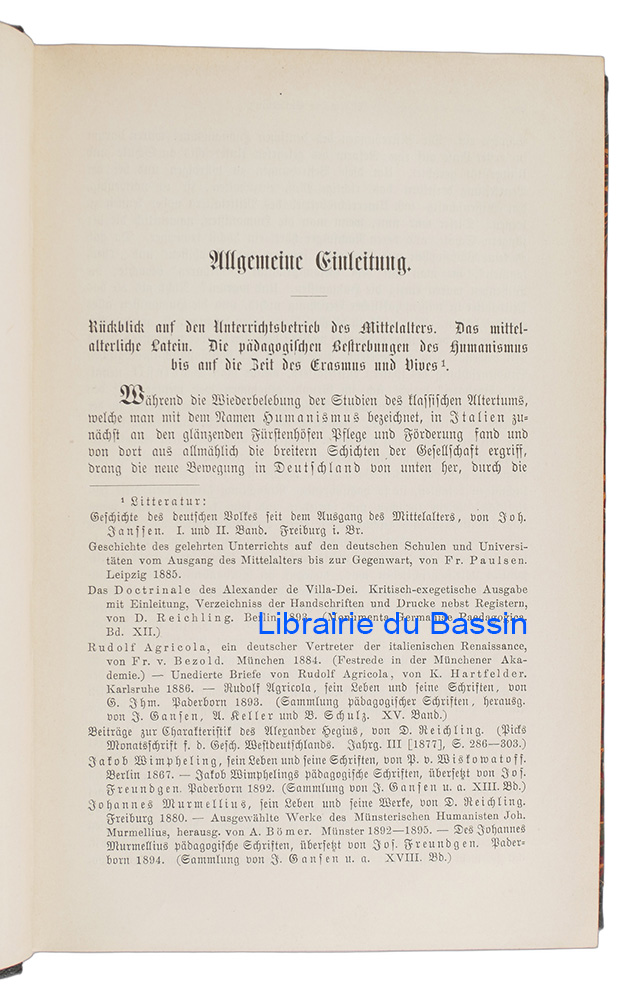 Allgemeine Einleitung.
Rückblick auf den Unterrichtsbetrieb des Mittelalters. Das mittel-
alterliche Latein. Die pädagogischen Bestrebungen des Humanismus
bis auf die Zeit des Erasmus und Vives¹.
Während die Wiederbelebung der Studien des klassischen Altertums,
welche man mit dem Namen Humanismus bezeichnet, in Italien zu-
nächst an den glänzenden Fürstenhöfen Pflege und Förderung fand und
von dort aus allmählich die breitern Schichten der Gesellschaft ergriff,
drang die neue Bewegung in Deutschland von unten her, durch die
¹ Litteratur:
Geschichte des deutschen Volkes seit dem Ausgang des Mittelalters, von Joh.
Janssen. I. und II. Band. Freiburg i. Br.
Geschichte des gelehrten Unterrichts auf den deutschen Schulen und Universi-
täten vom Ausgang des Mittelalters bis zur Gegenwart, von Fr. Paulsen.
Leipzig 1885.
Das Doctrinale des Alexander de Villa-Dei. Kritisch-exegetische Ausgabe
mit Einleitung, Verzeichniss der Handschriften und Drucke nebst Registern,
von D. Reichling. Berlin 1893. (Monumenta Germaniae Paedagogica.
Bd. XII.)
Librairie du Bassin
Rudolf Agricola, ein deutscher Vertreter der italienischen Renaissance,
von Fr. v. Bezold. München 1884. (Festrede in der Münchener Aka-
demie.) — Unedierte Briefe von Rudolf Agricola, von K. Hartfelder.
Karlsruhe 1886. — Rudolf Agricola, sein Leben und seine Schriften, von
G. Ihm. Paderborn 1893. (Sammlung pädagogischer Schriften, herausg.
von J. Gansen, A. Keller und B. Schulz. XV. Band.)
Beiträge zur Charakteristik des Alexander Hegius, von D. Reichling. (Picks
Monatsschrift f. d. Gesch. Westdeutschlands. Jahrg. III [1877], S. 286—303.)
Jakob Wimpheling, sein Leben und seine Schriften, von P. v. Wiskowatoff.
Berlin 1867. — Jakob Wimphelings pädagogische Schriften, übersetzt von Jos.
Freundgen. Paderborn 1892. (Sammlung von J. Gansen u. a. XIII. Bd.)
Johannes Murmellius, sein Leben und seine Werke, von D. Reichling.
Freiburg 1880. — Ausgewählte Werke des Münsterischen Humanisten Joh.
Murmellius, herausg. von A. Bömer. Münster 1892—1895. — Des Johannes
Murmellius pädagogische Schriften, übersetzt von Jos. Freundgen. Pader-
born 1894. (Sammlung von J. Gansen u. a. XVIII. Bd.)